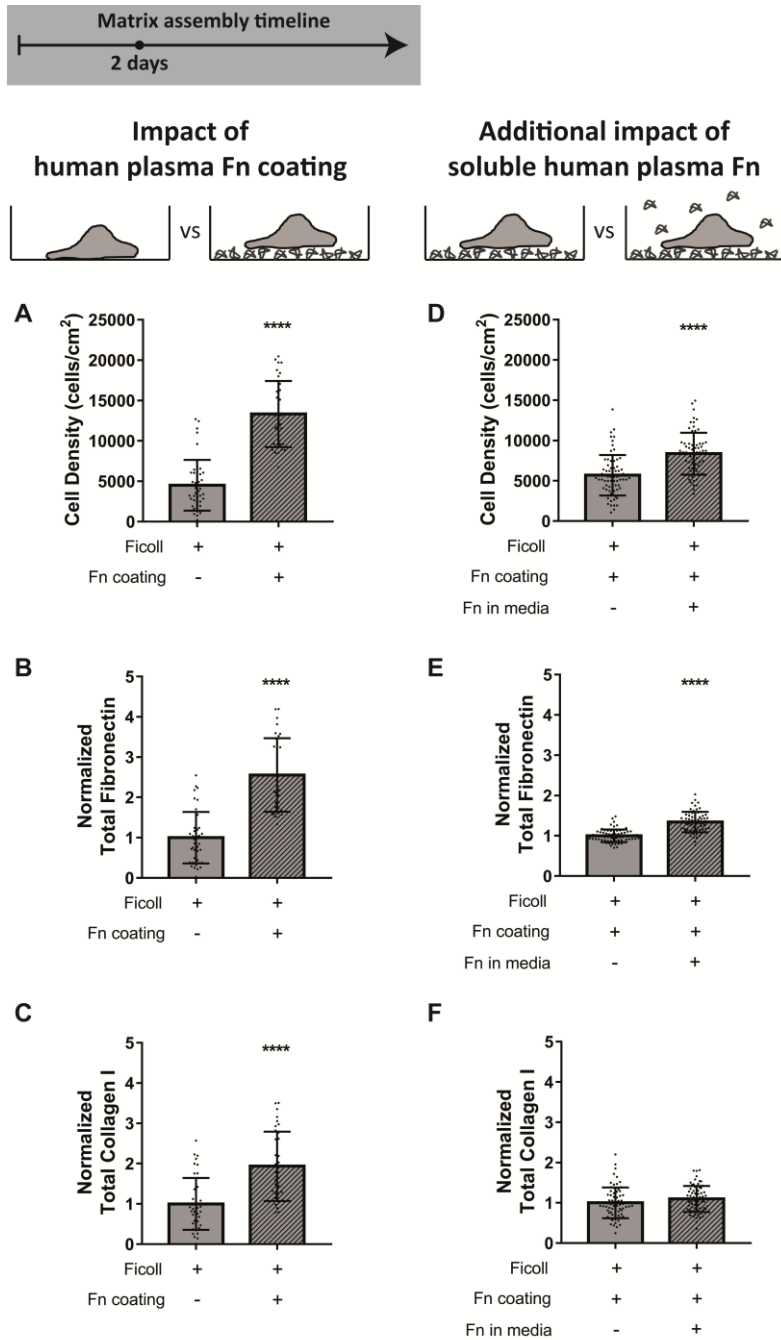 Matrix assembly timeline
2 days
Impact of
human plasma Fn coating
Additional impact of
soluble human plasma Fn
vs
vs
A
Cell Density (cells/cm²)
25000
20000
15000
10000
5000
0
****
Ficoll + +
Fn coating - +
D
Cell Density (cells/cm²)
25000
20000
15000
10000
5000
0
****
Ficoll + +
Fn coating + +
Fn in media - +
B
Normalized
Total Fibronectin
5
4
3
2
1
0
****
Ficoll + +
Fn coating - +
E
Normalized
Total Fibronectin
5
4
3
2
1
0
****
Ficoll + +
Fn coating + +
Fn in media - +
C
Normalized
Total Collagen I
5
4
3
2
1
0
****
Ficoll + +
Fn coating - +
F
Normalized
Total Collagen I
5
4
3
2
1
0
Ficoll + +
Fn coating + +
Fn in media - +